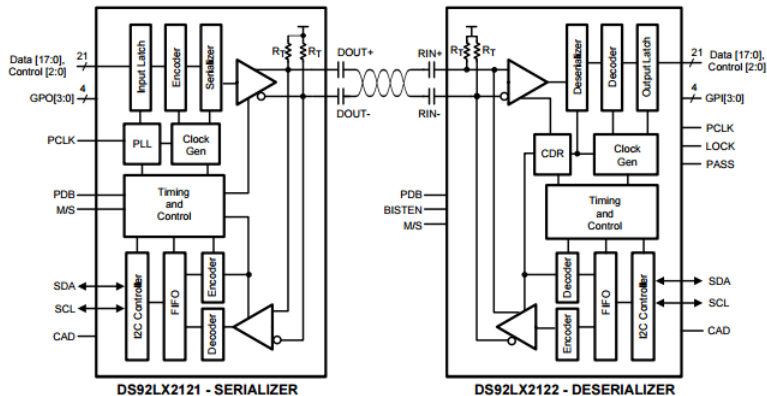 Data [17:0],
Control [2:0]
21
GPO[3:0]
4
PCLK
PDB
M/S
SDA
SCL
CAD
Input Latch
Encoder
Serializer
PLL
Clock
Gen
Timing
and
Control
I2C Controller
FIFO
Encoder
Decoder
RT
RT
DOUT+
DOUT-
RIN+
RIN-
RT
RT
Deserializer
Decoder
Output Latch
CDR
Clock
Gen
Timing
and
Control
Decoder
Encoder
FIFO
I2C Controller
PDB
BISTEN
M/S
21
Data [17:0],
Control [2:0]
4
GPI[3:0]
PCLK
LOCK
PASS
SDA
SCL
CAD
DS92LX2121 - SERIALIZER
DS92LX2122 - DESERIALIZER